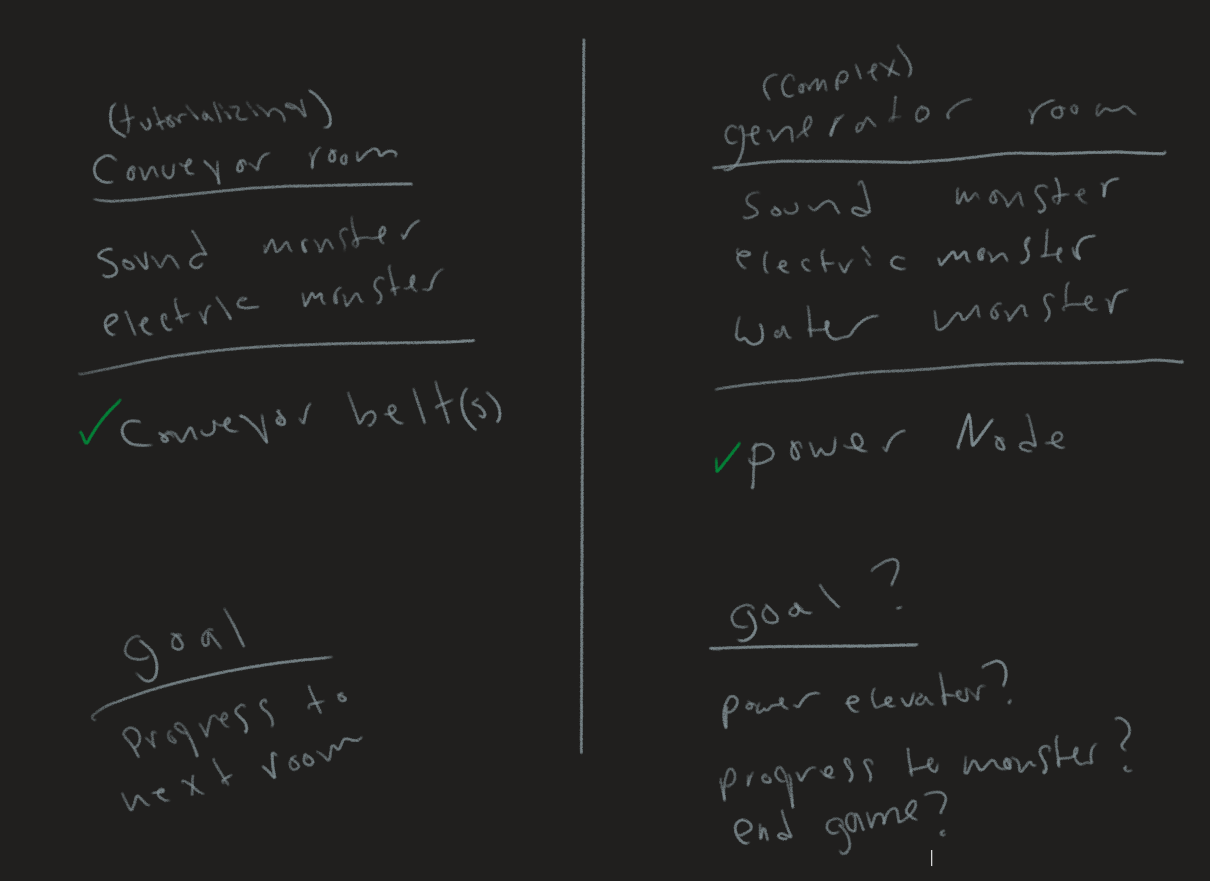 (tutorializing)
Conveyor room
Sound monster
electric monster
Conveyor belt(s)
goal
Progress to
next room
(complex)
generator room
Sound monster
electric monster
Water monster
power Node
goal?
power elevator?
progress to monster?
end game?